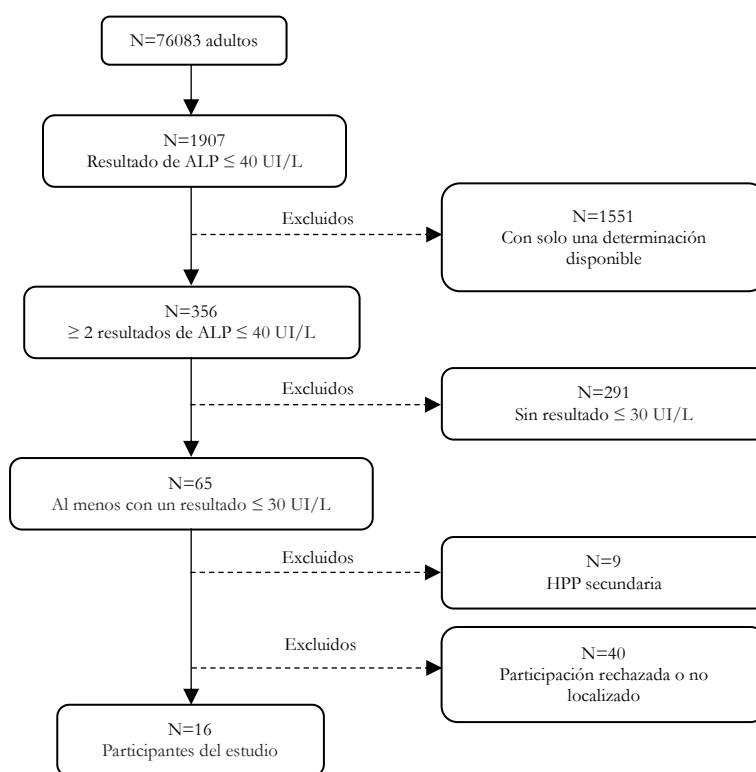 N=76083 adultos
N=1907
Resultado de ALP ≤ 40 UI/L
Excluidos
N=1551
Con solo una determinación
disponible
N=356
≥ 2 resultados de ALP ≤ 40 UI/L
Excluidos
N=291
Sin resultado ≤ 30 UI/L
N=65
Al menos con un resultado ≤ 30 UI/L
Excluidos
N=9
HPP secundaria
Excluidos
N=40
Participación rechazada o no
localizado
N=16
Participantes del estudio